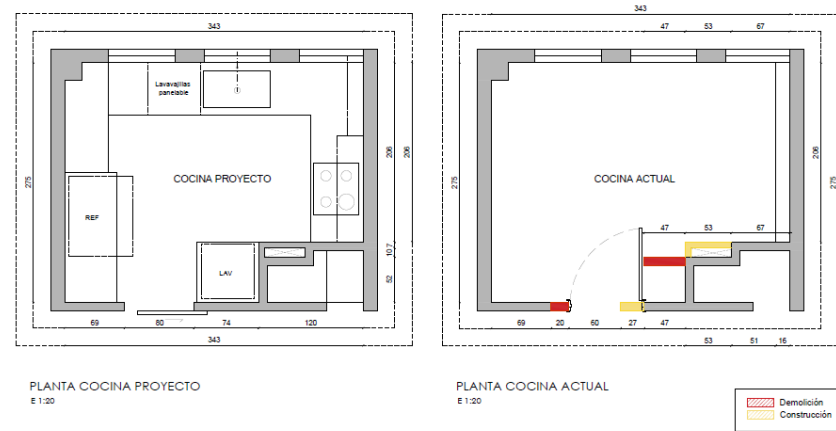 343
275
Lavavajillas
panelable
COCINA PROYECTO
REF
LAV
206
206
10.7
52
69
80
74
120
343
PLANTA COCINA PROYECTO
E 1:20
343
47
53
67
275
COCINA ACTUAL
206
275
47
53
67
69
20
60
27
47
53
51
16
PLANTA COCINA ACTUAL
E 1:20
Demolición
Construcción